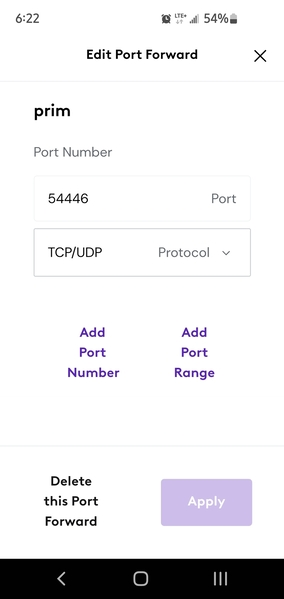 6:22 LTE+ 54%
Edit Port Forward
prim
Port Number
54446 Port
TCP/UDP Protocol
Add Add
Port Port
Number Range
Delete
this Port Apply
Forward